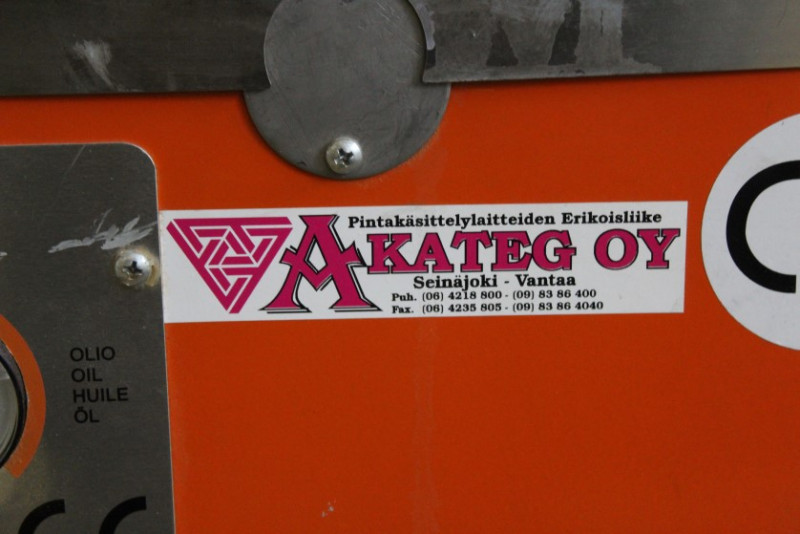 Pintakäsittelylaitteiden Erikoisliike
AKATEG OY
Seinäjoki - Vantaa
Puh. (06) 4218 800 - (09) 83 86 400
Fax. (06) 4235 805 - (09) 83 86 4040
OLIO
OIL
HUILE
ÖL